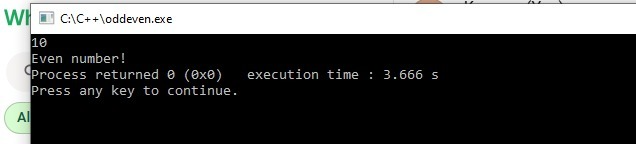 C:\C++\oddeven.exe
10
Even number!
Process returned 0 (0x0)   execution time : 3.666 s
Press any key to continue.